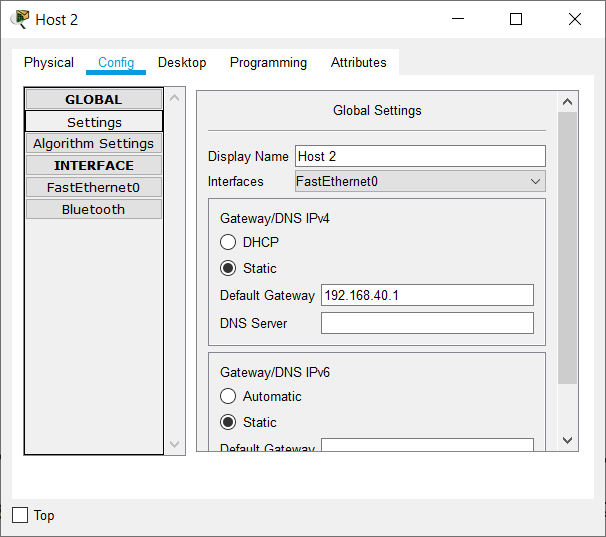 Host 2
Physical Config Desktop Programming Attributes
GLOBAL
Settings
Algorithm Settings
INTERFACE
FastEthernet0
Bluetooth
Global Settings
Display Name Host 2
Interfaces FastEthernet0
Gateway/DNS IPv4
DHCP
Static
Default Gateway 192.168.40.1
DNS Server
Gateway/DNS IPv6
Automatic
Static
Default Gateway
Top